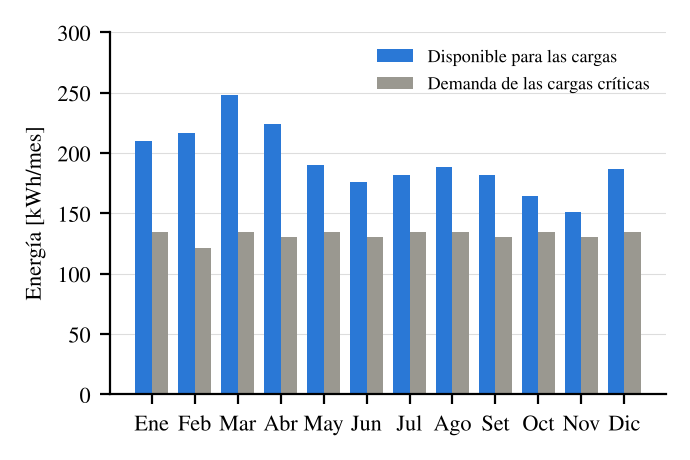 300
250
200
150
100
50
0
Energía [kWh/mes]
Disponible para las cargas
Demanda de las cargas críticas
Ene Feb Mar Abr May Jun Jul Ago Set Oct Nov Dic